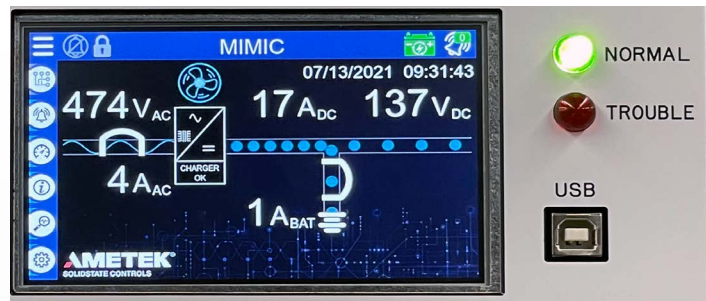 MIMIC
0
07/13/2021 09:31:43
474VAC
17ADC
137VDC
CHARGER
OK
4AAC
1ABAT
AMETEK®
SOLIDSTATE CONTROLS
NORMAL
TROUBLE
USB